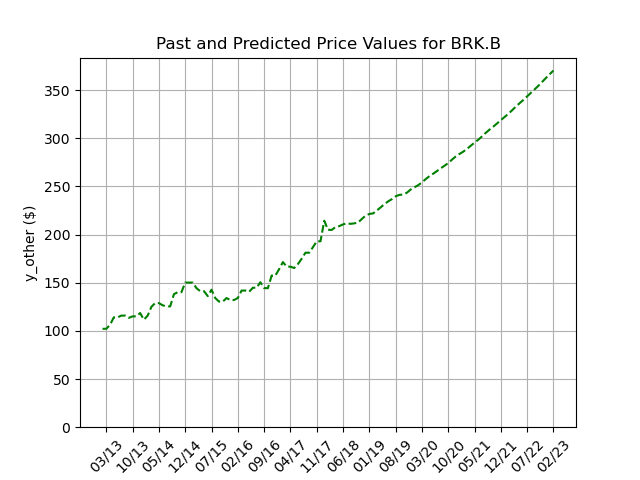 Past and Predicted Price Values for BRK.B
y_other ($)
350
300
250
200
150
100
50
0
03/13 10/13 05/14 12/14 07/15 02/16 09/16 04/17 11/17 06/18 01/19 08/19 03/20 10/20 05/21 12/21 07/22 02/23